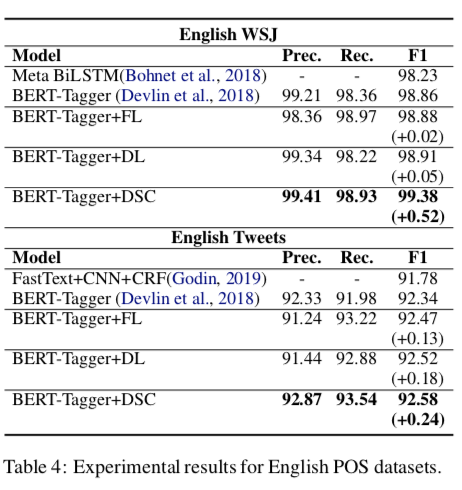 English WSJ
Model Prec. Rec. F1
Meta BiLSTM(Bohnet et al., 2018) - - 98.23
BERT-Tagger (Devlin et al., 2018) 99.21 98.36 98.86
BERT-Tagger+FL 98.36 98.97 98.88
(+0.02)
BERT-Tagger+DL 99.34 98.22 98.91
(+0.05)
BERT-Tagger+DSC 99.41 98.93 99.38
(+0.52)
English Tweets
Model Prec. Rec. F1
FastText+CNN+CRF(Godin, 2019) - - 91.78
BERT-Tagger (Devlin et al., 2018) 92.33 91.98 92.34
BERT-Tagger+FL 91.24 93.22 92.47
(+0.13)
BERT-Tagger+DL 91.44 92.88 92.52
(+0.18)
BERT-Tagger+DSC 92.87 93.54 92.58
(+0.24)
Table 4: Experimental results for English POS datasets.